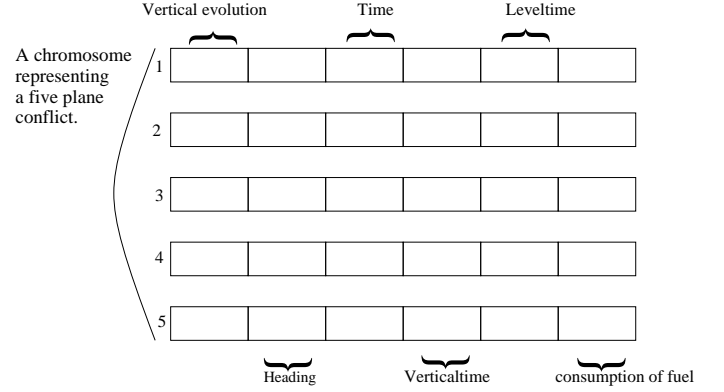 Vertical evolution Time Leveltime
A chromosome
representing
a five plane
conflict.
1
2
3
4
5
Heading Verticaltime consumption of fuel